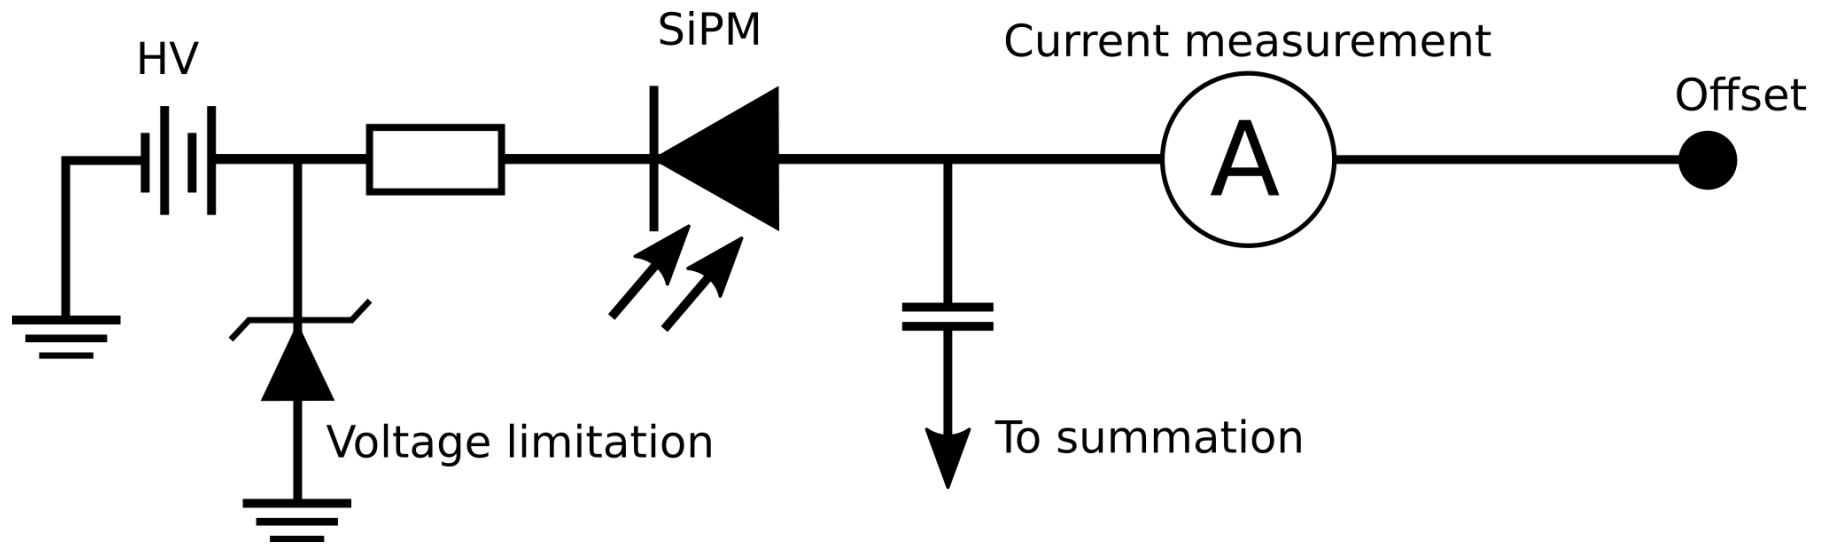 SiPM
HV
Current measurement
Offset
A
Voltage limitation
To summation